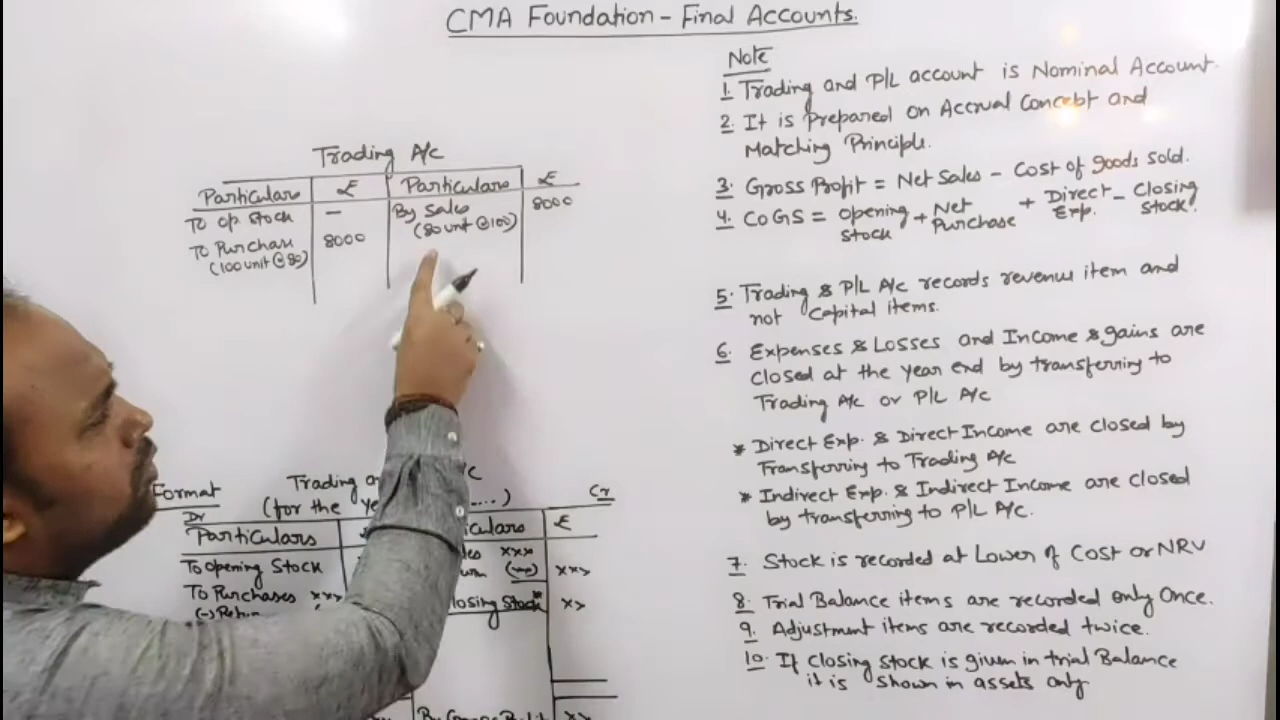 CMA Foundation - Final Accounts.
Trading A/c
Particulars £ Particulars £
To op. stock — By Sales 8000
(80 unit @100)
To Purchase 8000
(100 unit @ 80)
Format
Trading
(for the
Dr Cr
Particulars £
To Opening Stock xxx
To Purchases xxx xxx
Closing Stock xx
xx
Note
1. Trading and P/L account is Nominal Account.
2. It is Prepared on Accrual Concept and
Matching Principle.
3. Gross Profit = Net Sales - Cost of goods sold.
4. COGS = Opening stock + Net Purchase + Direct Exp. - Closing stock.
5. Trading & P/L A/c records revenue item and
not Capital items.
6. Expenses & Losses and Income & gains are
closed at the year end by transferring to
Trading A/c or P/L A/c
* Direct Exp. & Direct Income are closed by
Transferring to Trading A/c
* Indirect Exp. & Indirect Income are closed
by transferring to P/L A/c.
7. Stock is recorded at Lower of Cost or NRV
8. Trial Balance items are recorded only Once.
9. Adjustment items are recorded twice.
10. If Closing stock is given in trial Balance
it is shown in assets only